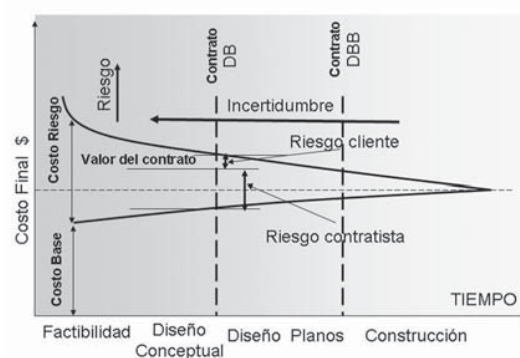 Costo Final $
Costo Riesgo
Costo Base
Riesgo
Contrato
DB
Contrato
DBB
Incertidumbre
Riesgo cliente
Valor del contrato
Riesgo contratista
TIEMPO
Factibilidad
Diseño
Conceptual
Diseño
Planos
Construcción